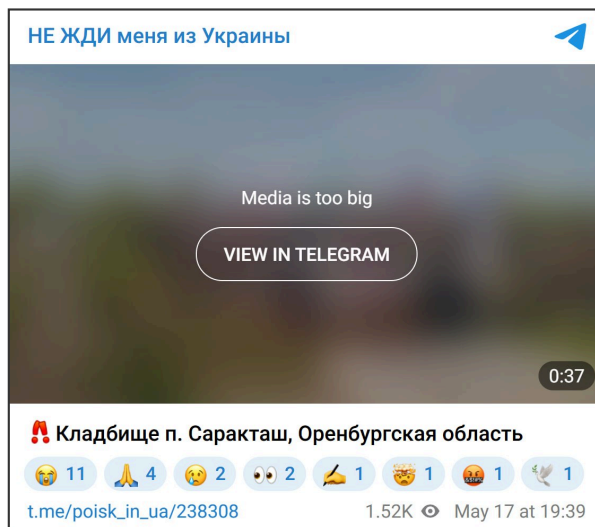 НЕ ЖДИ меня из Украины
Media is too big
VIEW IN TELEGRAM
0:37
Кладбище п. Саракташ, Оренбургская область
11 4 2 2 1 1 1 1
t.me/poisk_in_ua/238308 1.52K May 17 at 19:39